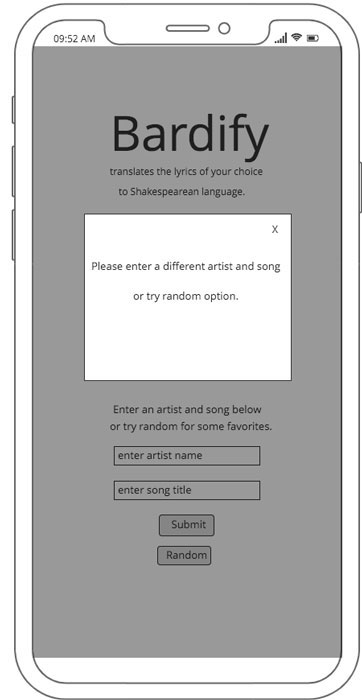 09:52 AM
Bardify
translates the lyrics of your choice
to Shakespearean language.
X
Please enter a different artist and song
or try random option.
Enter an artist and song below
or try random for some favorites.
enter artist name
enter song title
Submit
Random